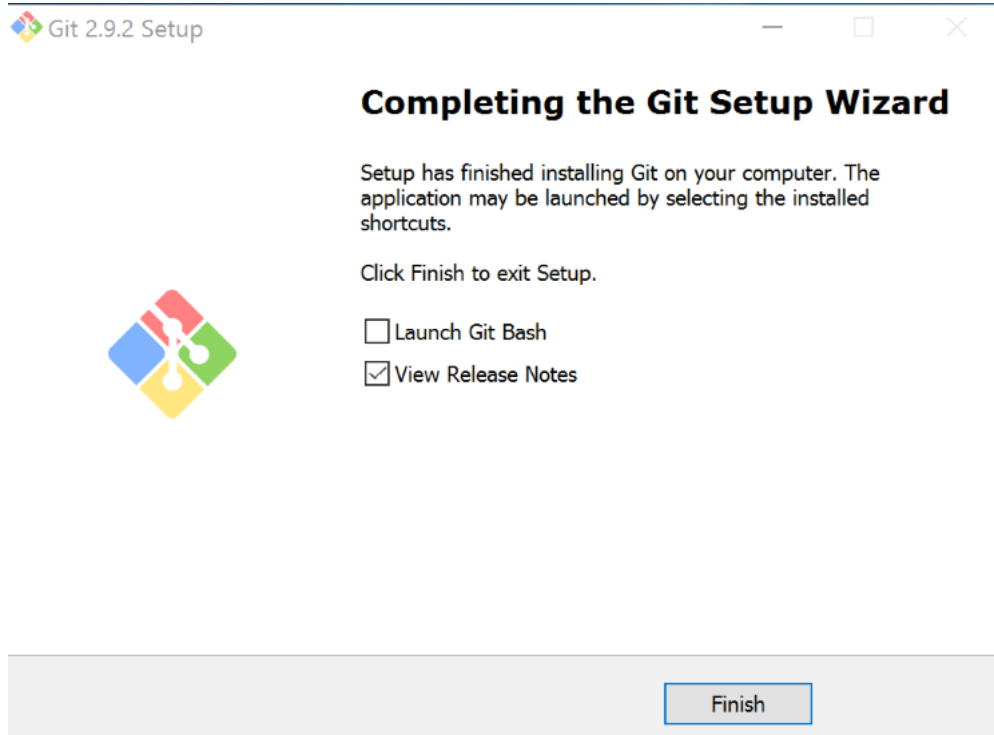 Git 2.9.2 Setup
Completing the Git Setup Wizard
Setup has finished installing Git on your computer. The
application may be launched by selecting the installed
shortcuts.
Click Finish to exit Setup.
Launch Git Bash
View Release Notes
Finish